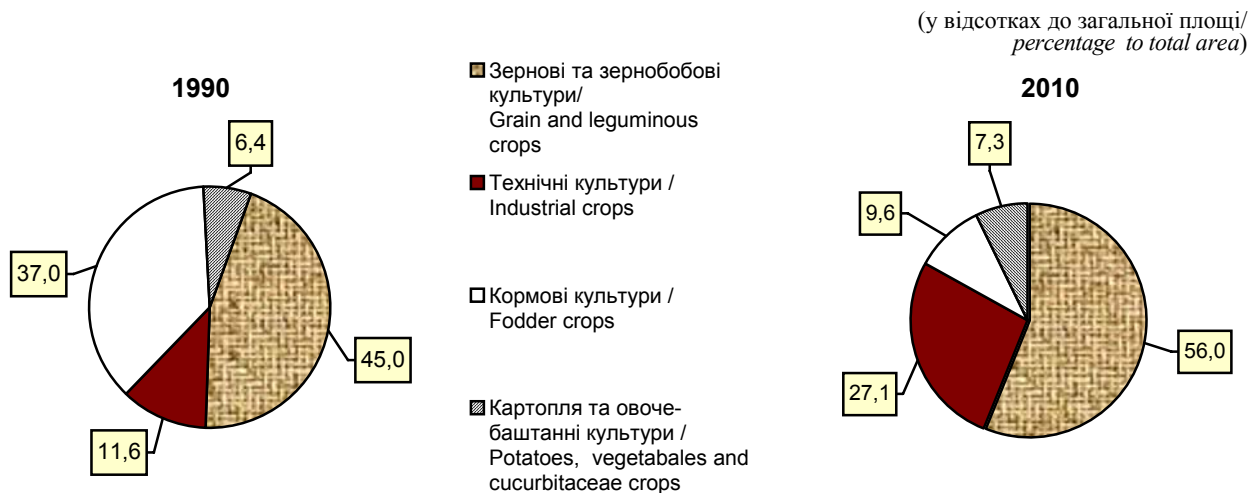 (у відсотках до загальної площі/
percentage to total area)
1990
6,4
37,0
45,0
11,6
Зернові та зернобобові
культури/
Grain and leguminous
crops
Технічні культури /
Industrial crops
Кормові культури /
Fodder crops
Картопля та овоче-
баштанні культури /
Potatoes, vegetabales and
cucurbitaceae crops
2010
7,3
9,6
27,1
56,0